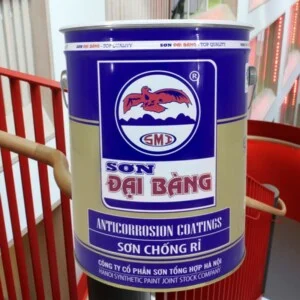 SƠN ĐẠI BÀNG - TOP QUALITY
®
SMI
SƠN
ĐẠI BÀNG
ANTICORROSION COATINGS
SƠN CHỐNG RỈ
CÔNG TY CỔ PHẦN SƠN TỔNG HỢP HÀ NỘI
HANOI SYNTHETIC PAINT JOINT STOCK COMPANY